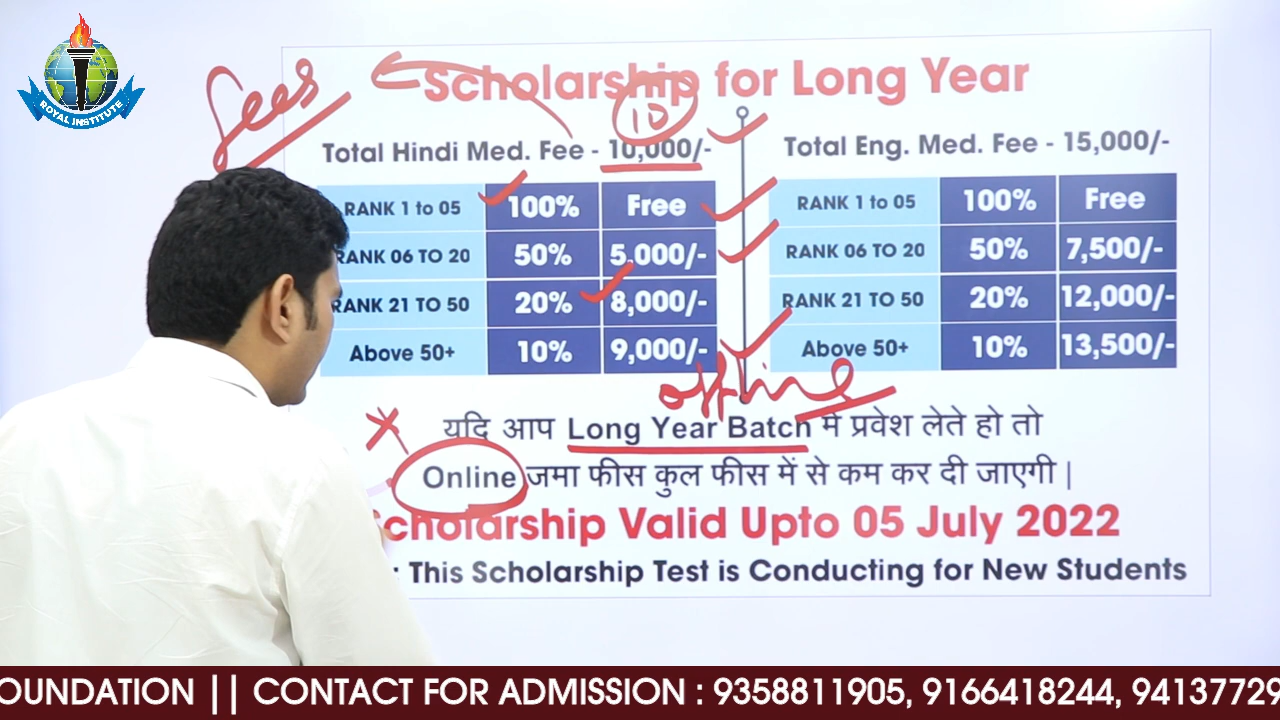 ROYAL INSTITUTE
Fees
Scholarship for Long Year
10
Total Hindi Med. Fee - 10,000/-
RANK 1 to 05 100% Free
RANK 06 TO 20 50% 5,000/-
RANK 21 TO 50 20% 8,000/-
Above 50+ 10% 9,000/-
Total Eng. Med. Fee - 15,000/-
RANK 1 to 05 100% Free
RANK 06 TO 20 50% 7,500/-
RANK 21 TO 50 20% 12,000/-
Above 50+ 10% 13,500/-
offline
यदि आप Long Year Batch में प्रवेश लेते हो तो
Online जमा फीस कुल फीस में से कम कर दी जाएगी |
Scholarship Valid Upto 05 July 2022
: This Scholarship Test is Conducting for New Students
OUNDATION || CONTACT FOR ADMISSION : 9358811905, 9166418244, 94137729